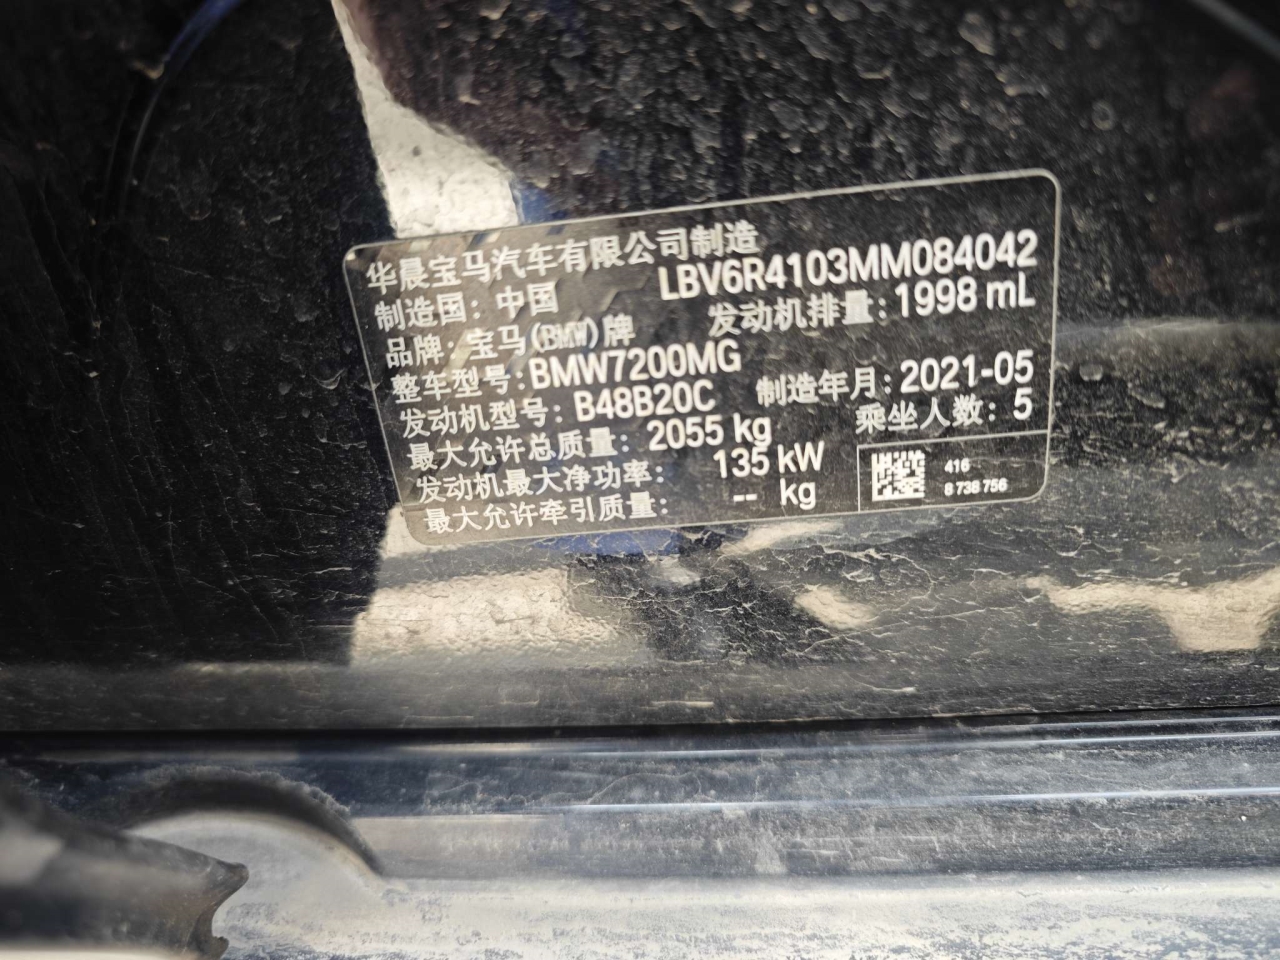 华晨宝马汽车有限公司制造
制造国：中国 LBV6R4103MM084042
品牌：宝马(BMW)牌 发动机排量：1998 mL
整车型号：BMW7200MG
发动机型号：B48B20C 制造年月：2021-05
最大允许总质量：2055 kg 乘坐人数：5
发动机最大净功率：135 kW
最大允许牵引质量：-- kg
416
8 738 756